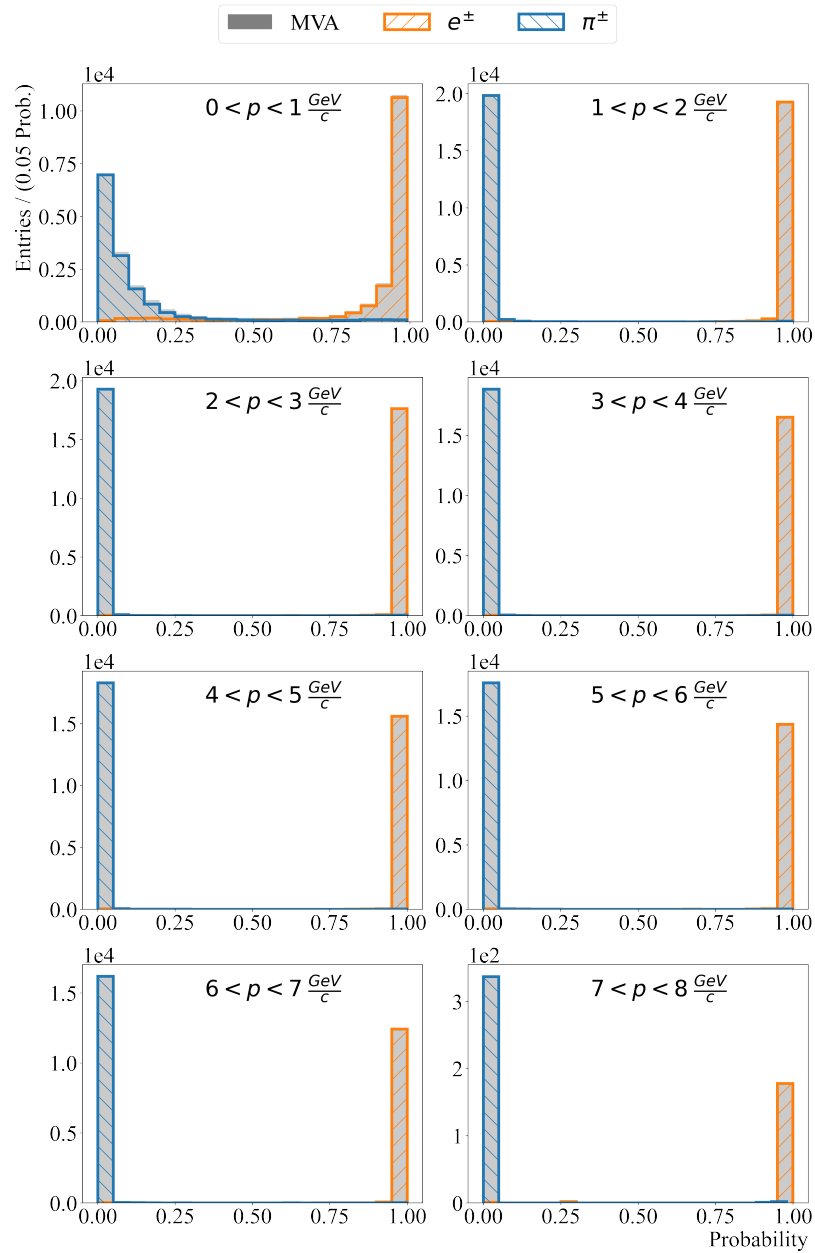 MVA e± π±
1e4 1e4
0 < p < 1 GeV/c 1 < p < 2 GeV/c
Entries / (0.05 Prob.)
1.00 0.75 0.50 0.25 0.00
2.0 1.5 1.0 0.5 0.0
0.00 0.25 0.50 0.75 1.00 0.00 0.25 0.50 0.75 1.00
1e4 1e4
2 < p < 3 GeV/c 3 < p < 4 GeV/c
2.0 1.5 1.0 0.5 0.0
1.5 1.0 0.5 0.0
0.00 0.25 0.50 0.75 1.00 0.00 0.25 0.50 0.75 1.00
1e4 1e4
4 < p < 5 GeV/c 5 < p < 6 GeV/c
1.5 1.0 0.5 0.0
1.5 1.0 0.5 0.0
0.00 0.25 0.50 0.75 1.00 0.00 0.25 0.50 0.75 1.00
1e4 1e2
6 < p < 7 GeV/c 7 < p < 8 GeV/c
1.5 1.0 0.5 0.0
3 2 1 0
0.00 0.25 0.50 0.75 1.00 0.00 0.25 0.50 0.75 1.00
Probability